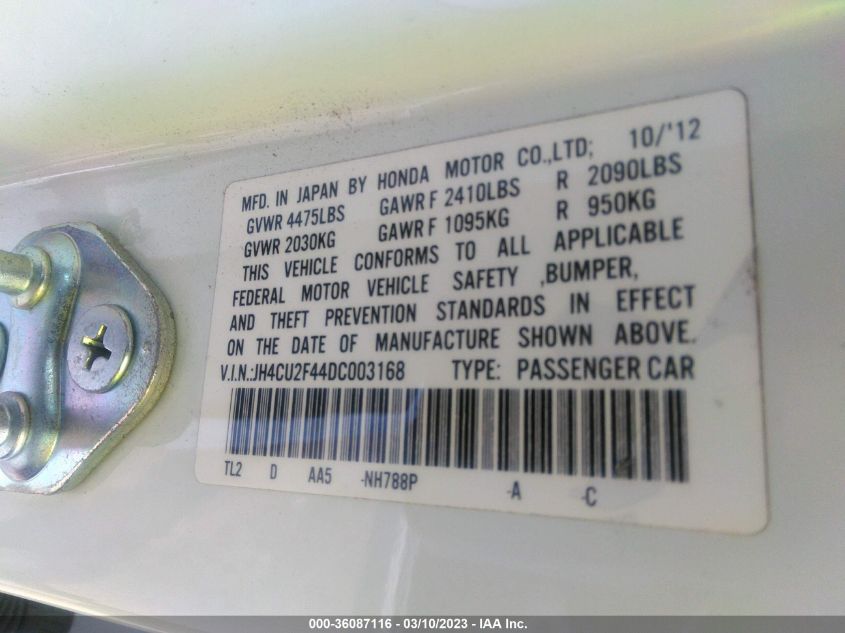 MFD. IN JAPAN BY HONDA MOTOR CO.,LTD; 10/'12
GVWR 4475LBS GAWR F 2410LBS R 2090LBS
GVWR 2030KG GAWR F 1095KG R 950KG
THIS VEHICLE CONFORMS TO ALL APPLICABLE
FEDERAL MOTOR VEHICLE SAFETY ,BUMPER,
AND THEFT PREVENTION STANDARDS IN EFFECT
ON THE DATE OF MANUFACTURE SHOWN ABOVE.
V.I.N.:JH4CU2F44DC003168 TYPE: PASSENGER CAR
TL2 D AA5 -NH788P -A -C
000-36087116 - 03/10/2023 - IAA Inc.